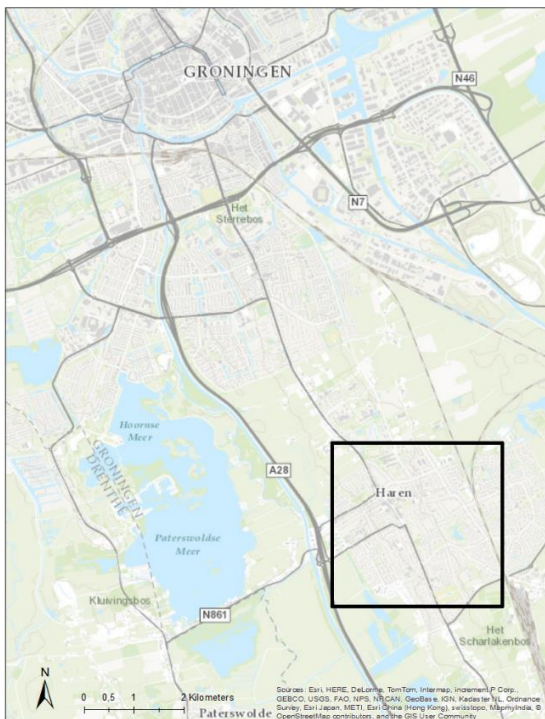 GRONINGEN
N46
N7
Het
Sterrebos
Hoornse
Meer
GRONINGEN
DRENTHE
A28
Haren
Paterswoldse
Meer
Kluivingsbos
N861
Het
Scharlakenbos
N
0 0,5 1 2 Kilometers
Paterswolde
Sources: Esri, HERE, DeLorme, TomTom, Intermap, increment P Corp.,
GEBCO, USGS, FAO, NPS, NRCAN, GeoBase, IGN, Kadaster NL, Ordnance
Survey, Esri Japan, METI, Esri China (Hong Kong), swisstopo, MapmyIndia, ©
OpenStreetMap contributors, and the GIS User Community